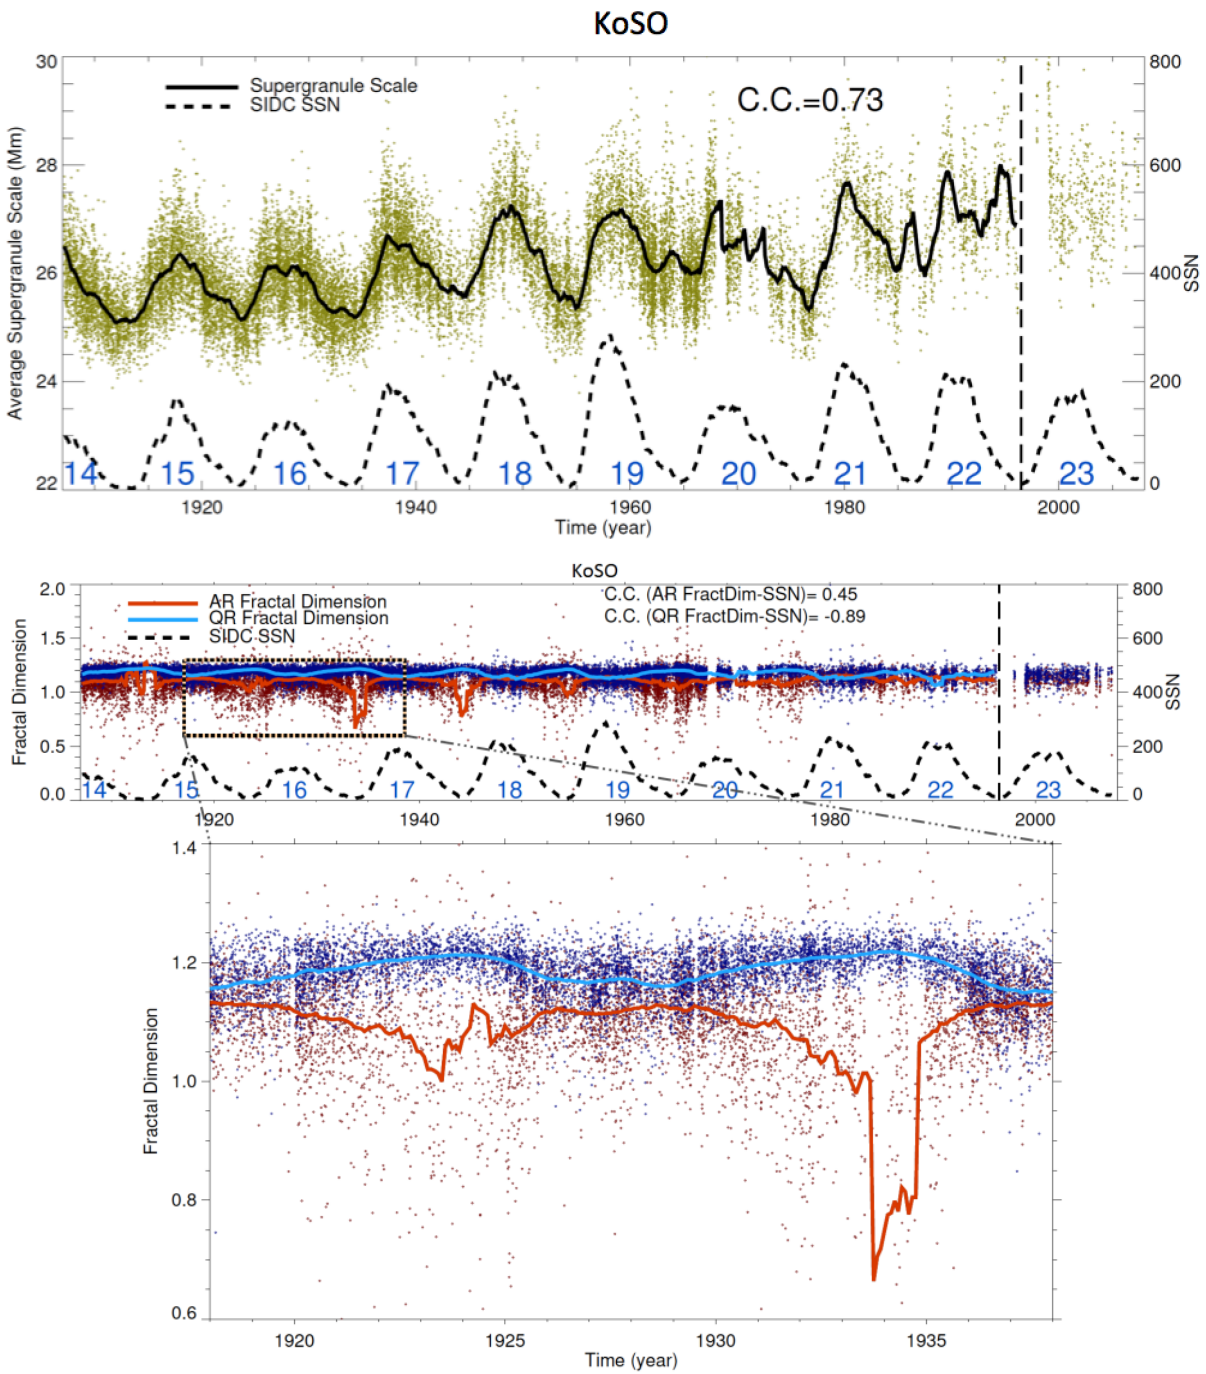 KoSO
30
28
26
24
22
Average Supergranule Scale (Mm)
Supergranule Scale
SIDC SSN
C.C.=0.73
800
600
400
200
0
SSN
14 15 16 17 18 19 20 21 22 23
1920 1940 1960 1980 2000
Time (year)
KoSO
2.0
1.5
1.0
0.5
0.0
Fractal Dimension
AR Fractal Dimension
QR Fractal Dimension
SIDC SSN
C.C. (AR FractDim-SSN)= 0.45
C.C. (QR FractDim-SSN)= -0.89
800
600
400
200
0
SSN
14 15 16 17 18 19 20 21 22 23
1920 1940 1960 1980 2000
1.4
1.2
1.0
0.8
0.6
Fractal Dimension
1920 1925 1930 1935
Time (year)